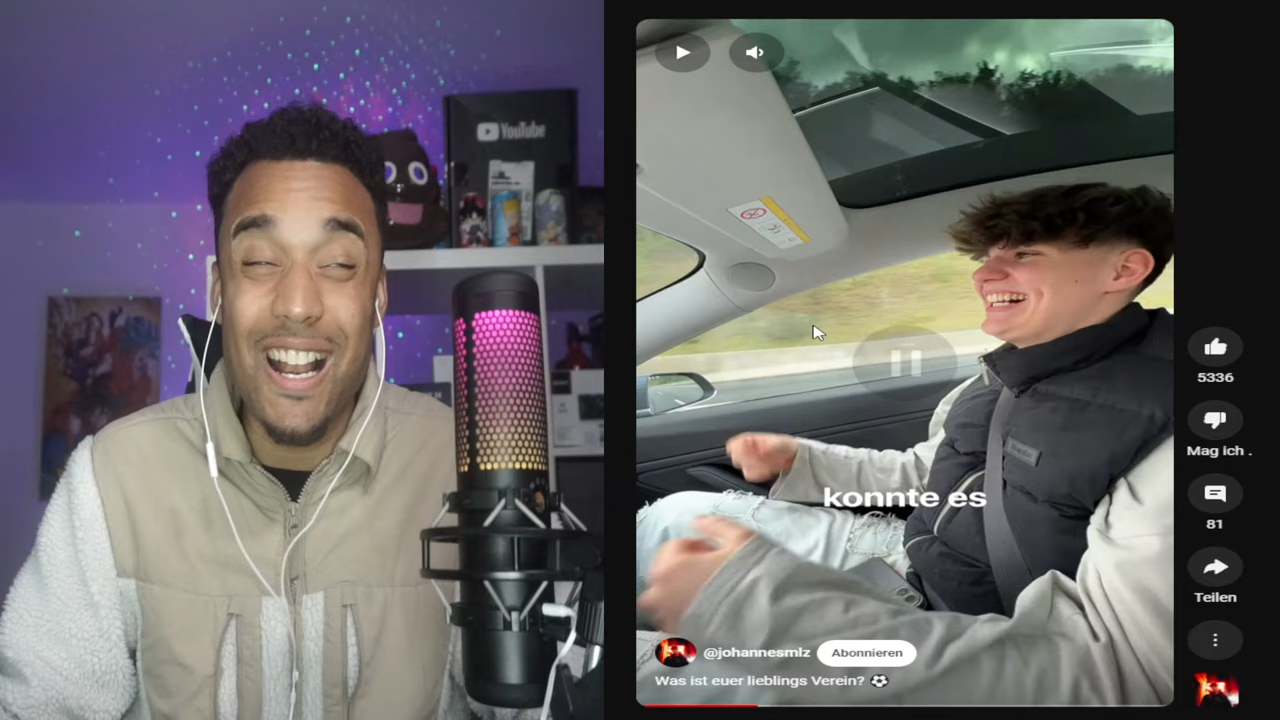 YouTube
konnte es
@johannesmlz
Abonnieren
Was ist euer lieblings Verein?
5336
Mag ich .
81
Teilen